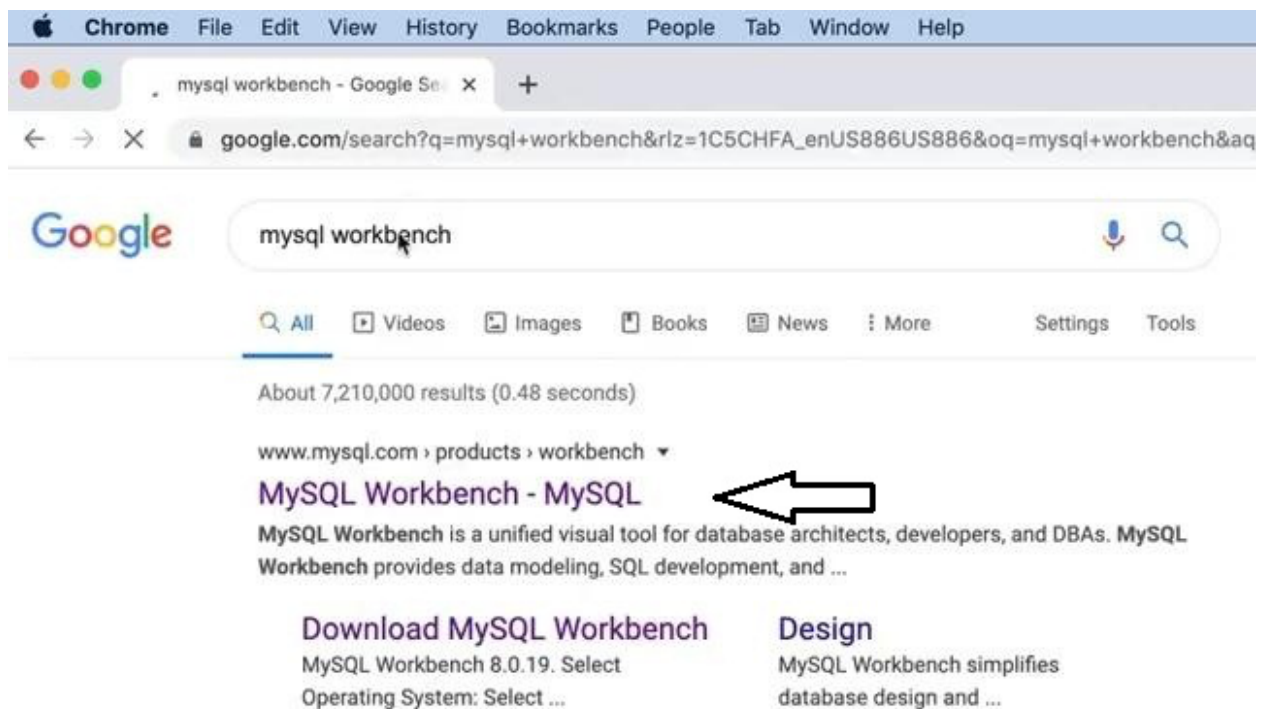 Chrome File Edit View History Bookmarks People Tab Window Help
mysql workbench - Google Se
google.com/search?q=mysql+workbench&rlz=1C5CHFA_enUS886US886&oq=mysql+workbench&aq
Google
mysql workbench
All Videos Images Books News More Settings Tools
About 7,210,000 results (0.48 seconds)
www.mysql.com › products › workbench
MySQL Workbench - MySQL
MySQL Workbench is a unified visual tool for database architects, developers, and DBAs. MySQL
Workbench provides data modeling, SQL development, and ...
Download MySQL Workbench Design
MySQL Workbench 8.0.19. Select MySQL Workbench simplifies
Operating System: Select ... database design and ...